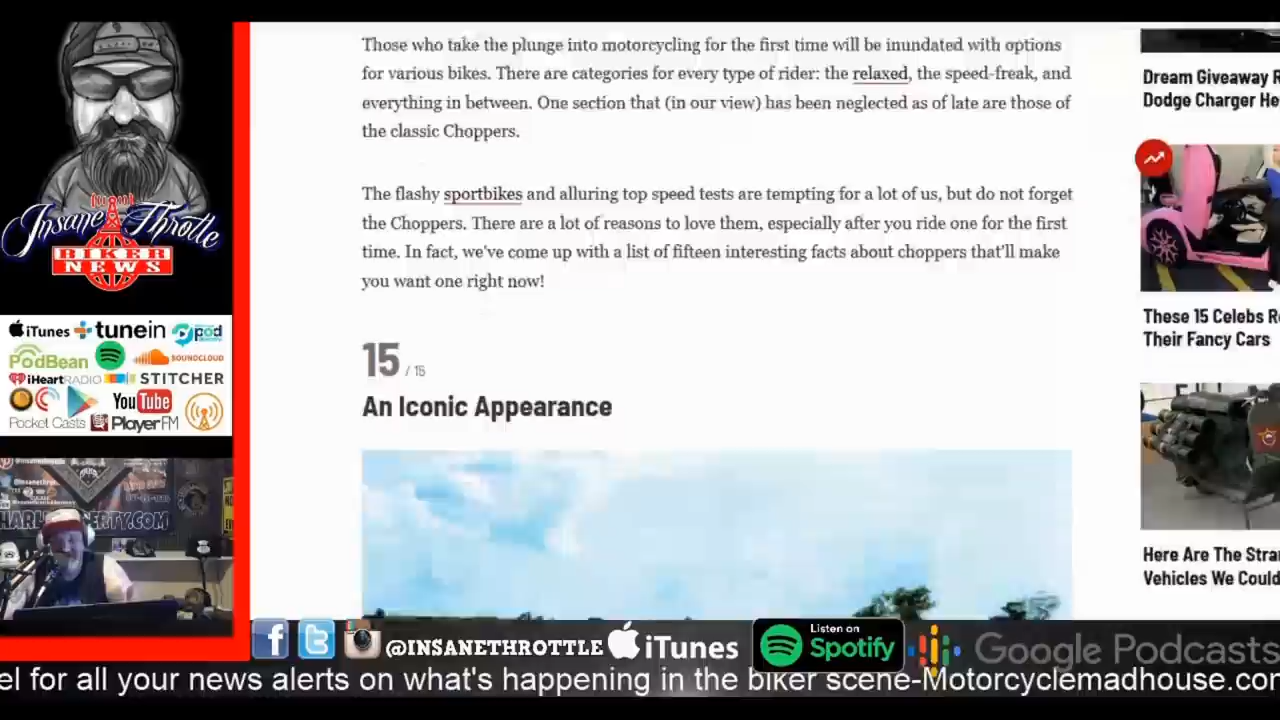 Insane Throttle
BIKER
NEWS
iTunes
tunein
pod
PodBean
SOUNDCLOUD
iHeartRADIO
STITCHER
YouTube
Pocket Casts
PlayerFM
Those who take the plunge into motorcycling for the first time will be inundated with options
for various bikes. There are categories for every type of rider: the relaxed, the speed-freak, and
everything in between. One section that (in our view) has been neglected as of late are those of
the classic Choppers.
The flashy sportbikes and alluring top speed tests are tempting for a lot of us, but do not forget
the Choppers. There are a lot of reasons to love them, especially after you ride one for the first
time. In fact, we've come up with a list of fifteen interesting facts about choppers that'll make
you want one right now!
15 / 15
An Iconic Appearance
Dream Giveaway R
Dodge Charger He
These 15 Celebs R
Their Fancy Cars
Here Are The Stra
Vehicles We Could
@INSANETHROTTLE
iTunes
Listen on
Spotify
Google Podcasts
el for all your news alerts on what's happening in the biker scene-Motorcyclemadhouse.com